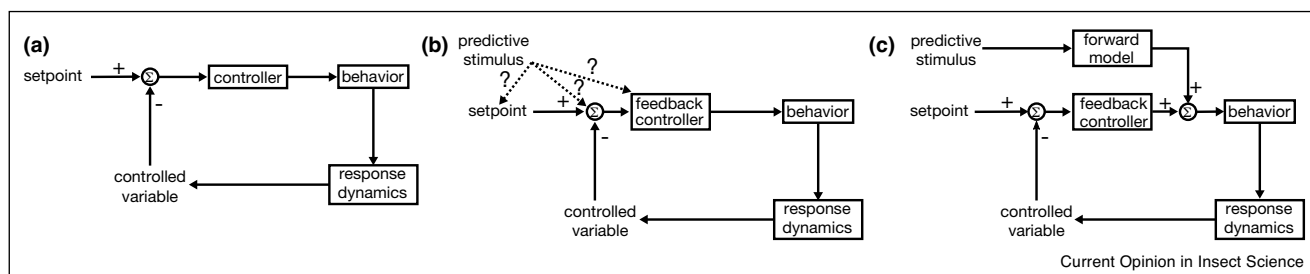 (a)
setpoint
+
Σ
-
controller
behavior
response
dynamics
controlled
variable
(b)
predictive
stimulus
?
?
?
setpoint
+
Σ
-
feedback
controller
behavior
response
dynamics
controlled
variable
(c)
predictive
stimulus
forward
model
+
setpoint
+
Σ
-
feedback
controller
+
Σ
behavior
response
dynamics
controlled
variable
Current Opinion in Insect Science